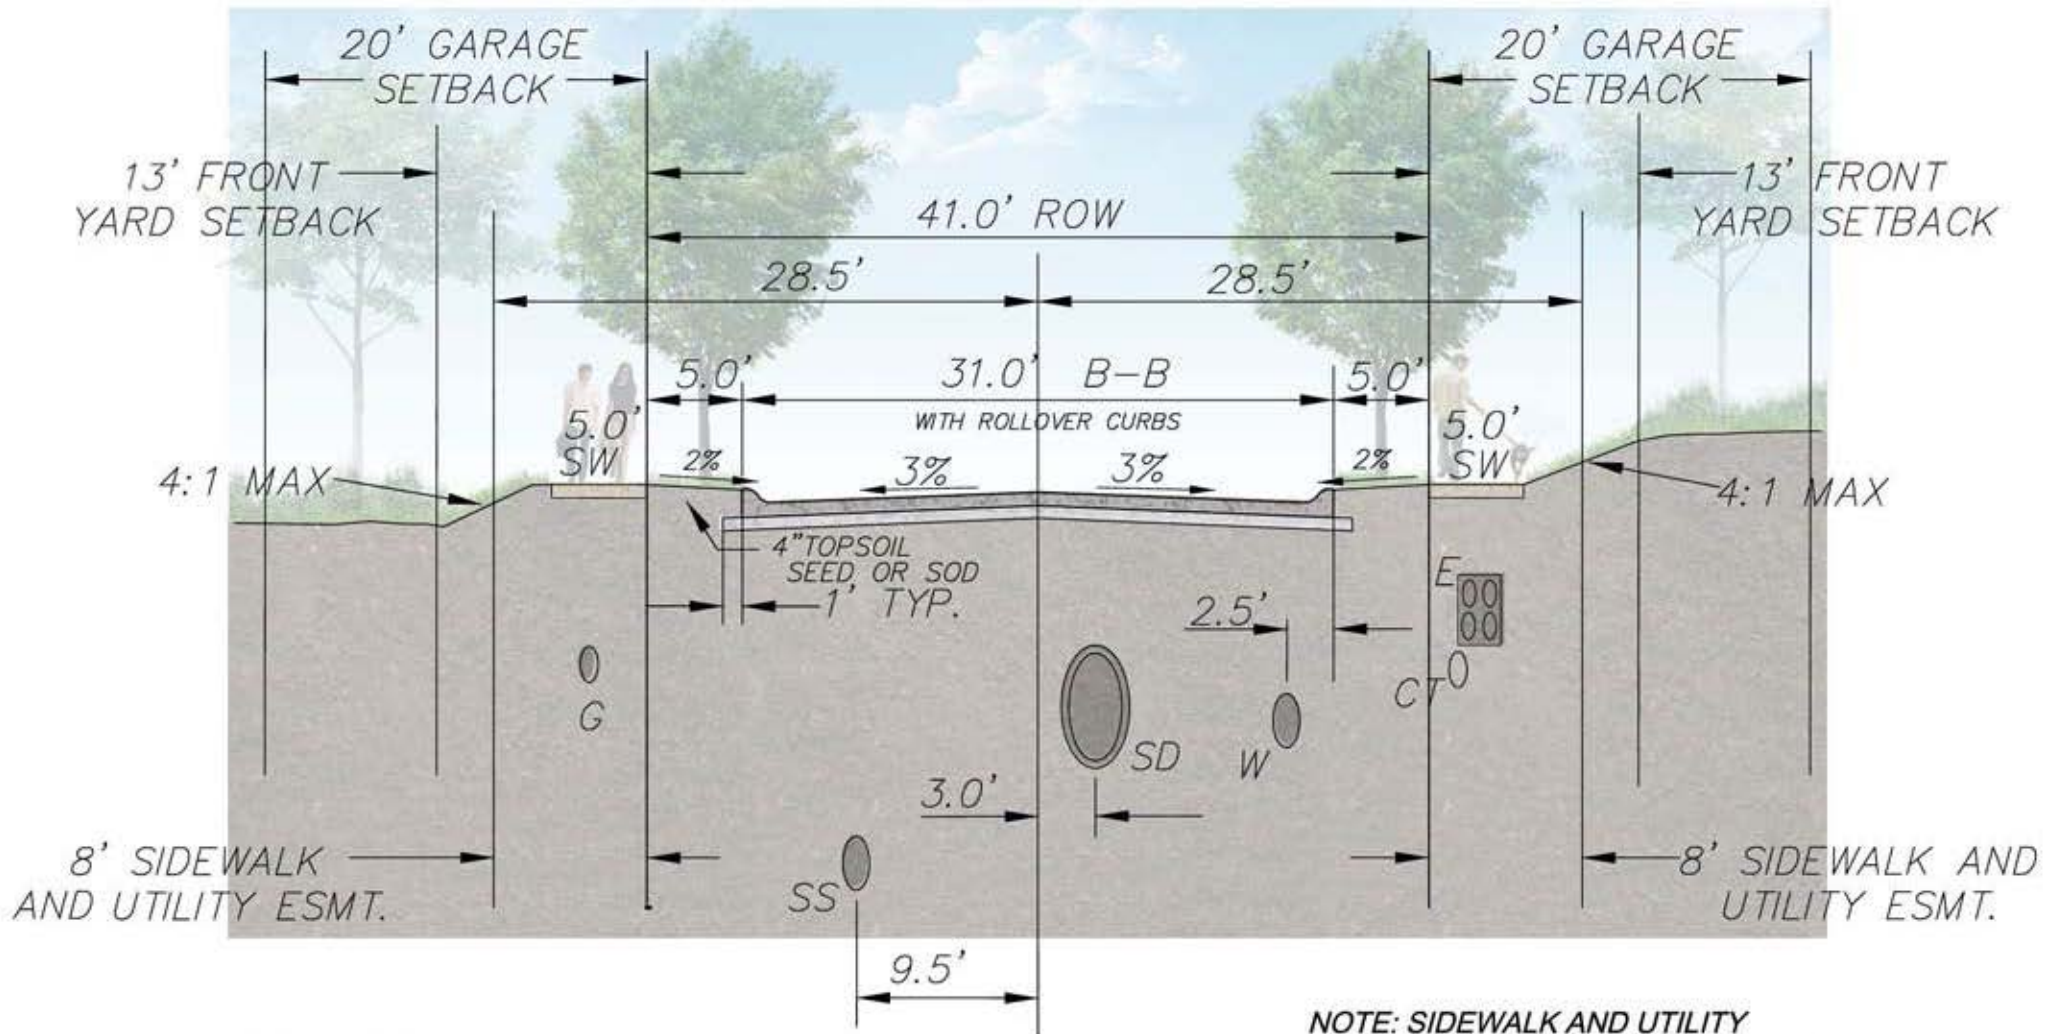 20' GARAGE
SETBACK
20' GARAGE
SETBACK
13' FRONT
YARD SETBACK
13' FRONT
YARD SETBACK
41.0' ROW
28.5'
28.5'
5.0'
31.0' B-B
5.0'
WITH ROLLOVER CURBS
5.0'
SW
5.0'
SW
2%
3%
3%
2%
4:1 MAX
4:1 MAX
4"TOPSOIL
SEED, OR SOD
1' TYP.
E
2.5'
CT
G
SD
W
3.0'
8' SIDEWALK
AND UTILITY ESMT.
8' SIDEWALK AND
UTILITY ESMT.
SS
9.5'
NOTE: SIDEWALK AND UTILITY